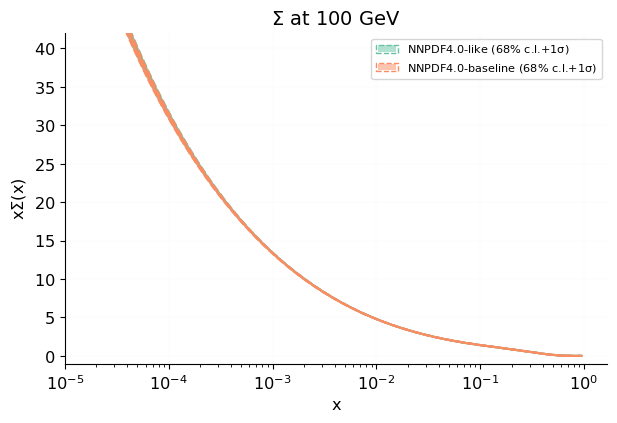 Σ at 100 GeV
NNPDF4.0-like (68% c.l.+1σ)
NNPDF4.0-baseline (68% c.l.+1σ)
xΣ(x)
40
35
30
25
20
15
10
5
0
10⁻⁵ 10⁻⁴ 10⁻³ 10⁻² 10⁻¹ 10⁰
x